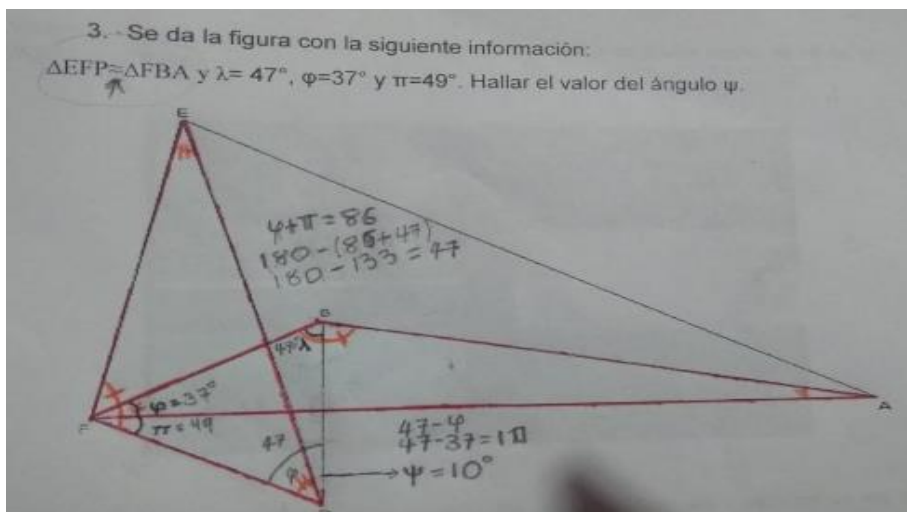 3. Se da la figura con la siguiente información:
ΔEFP≅ΔFBA y λ= 47°, φ=37° y π=49°. Hallar el valor del ángulo ψ.
E
φ+π=86
180-(86+47)
180-133=47
B
47°λ
φ=37°
π=49
F
A
47
φ
47-φ
47-37=10
ψ=10°